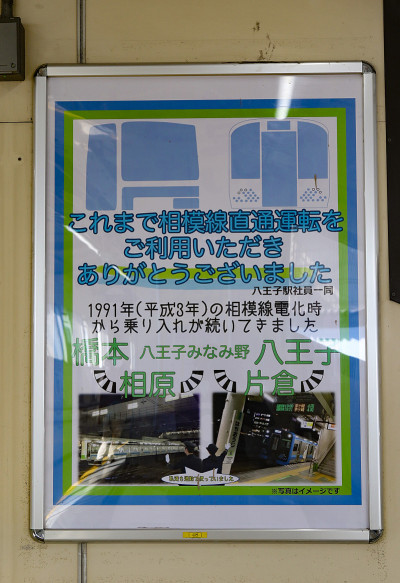 これまで相模線直通運転を
ご利用いただき
ありがとうございました
八王子駅社員一同
1991年(平成3年)の相模線電化時
から乗り入れが続いてきました
橋本 八王子みなみ野 八王子
相原 片倉
※写真はイメージです